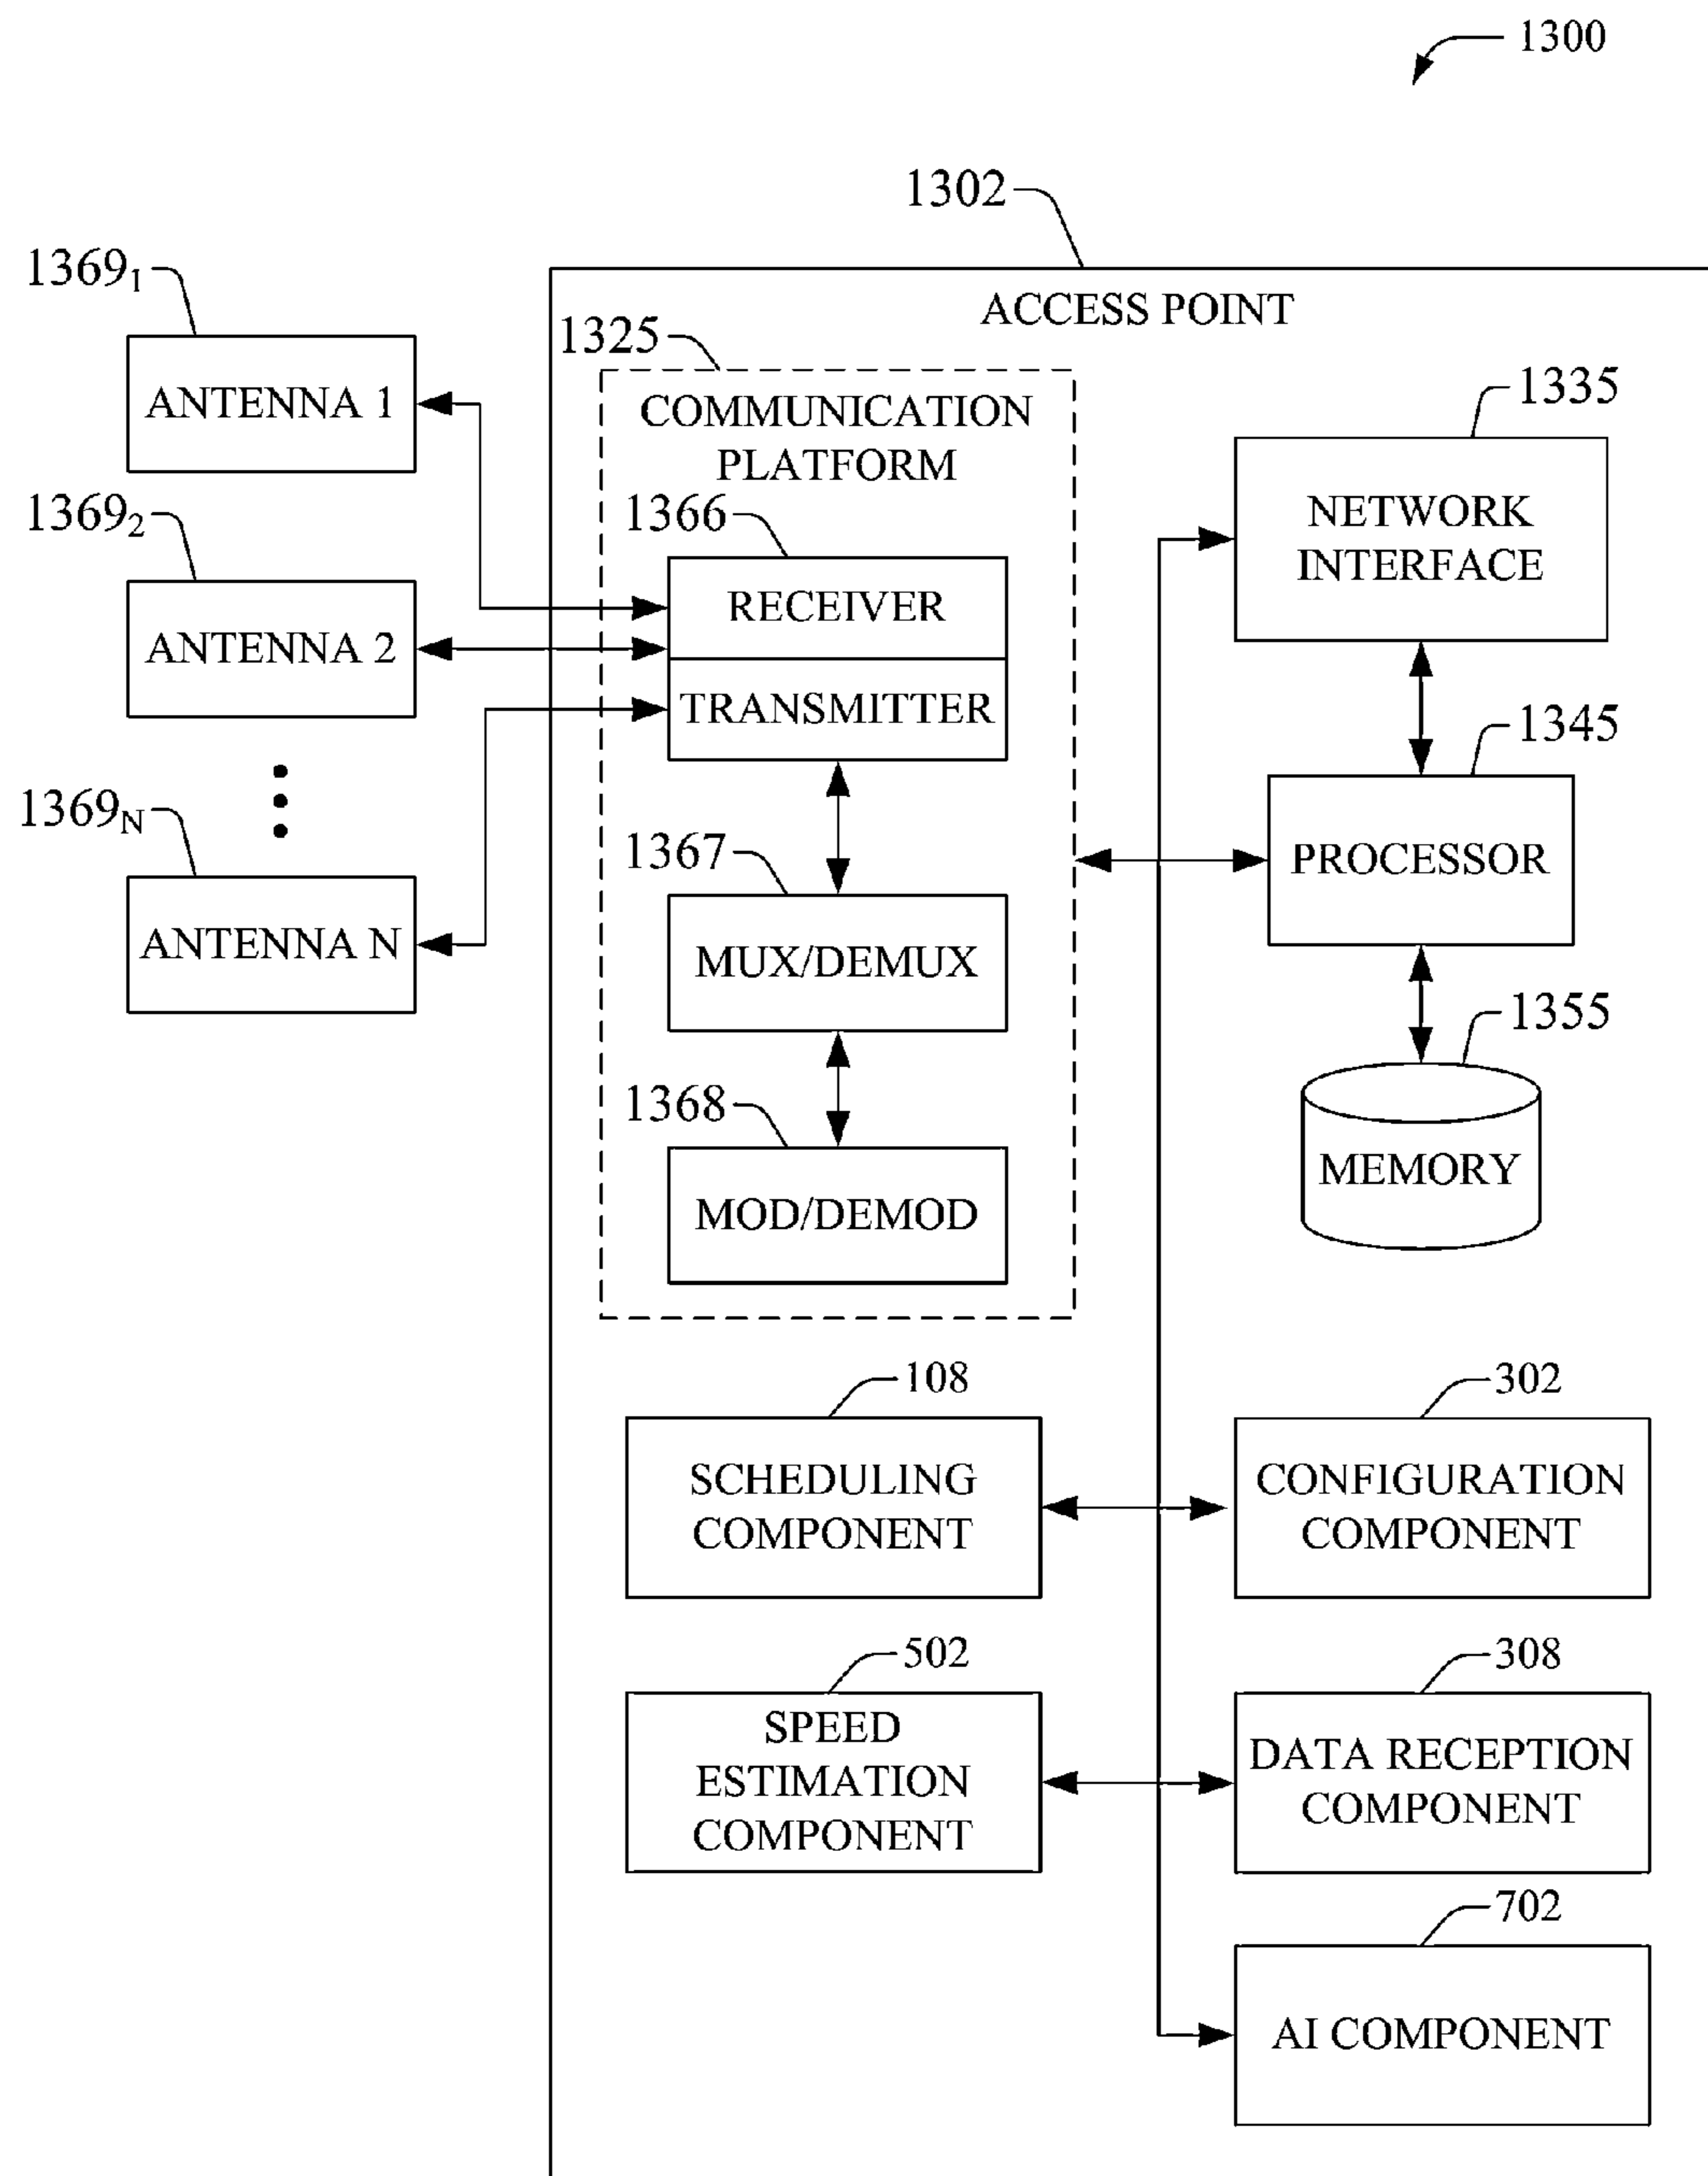 1300
1302
1369₁
ACCESS POINT
1325
ANTENNA 1
COMMUNICATION
PLATFORM
1335
1366
NETWORK
INTERFACE
1369₂
RECEIVER
ANTENNA 2
TRANSMITTER
1345
1369N
1367
PROCESSOR
ANTENNA N
MUX/DEMUX
1355
1368
MEMORY
MOD/DEMOD
108
302
SCHEDULING
COMPONENT
CONFIGURATION
COMPONENT
502
308
SPEED
ESTIMATION
COMPONENT
DATA RECEPTION
COMPONENT
702
AI COMPONENT